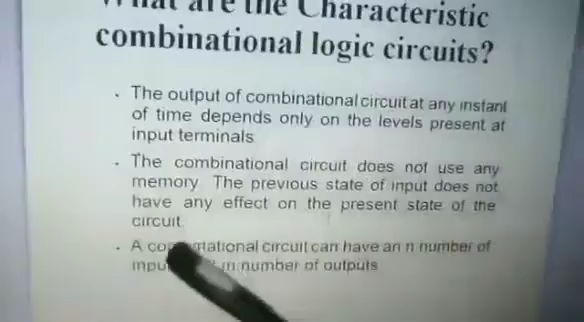 What are the Characteristic
combinational logic circuits?
. The output of combinational circuit at any instant
of time depends only on the levels present at
input terminals
. The combinational circuit does not use any
memory The previous state of input does not
have any effect on the present state of the
circuit
. A circuit can have an n number of
m number of outputs